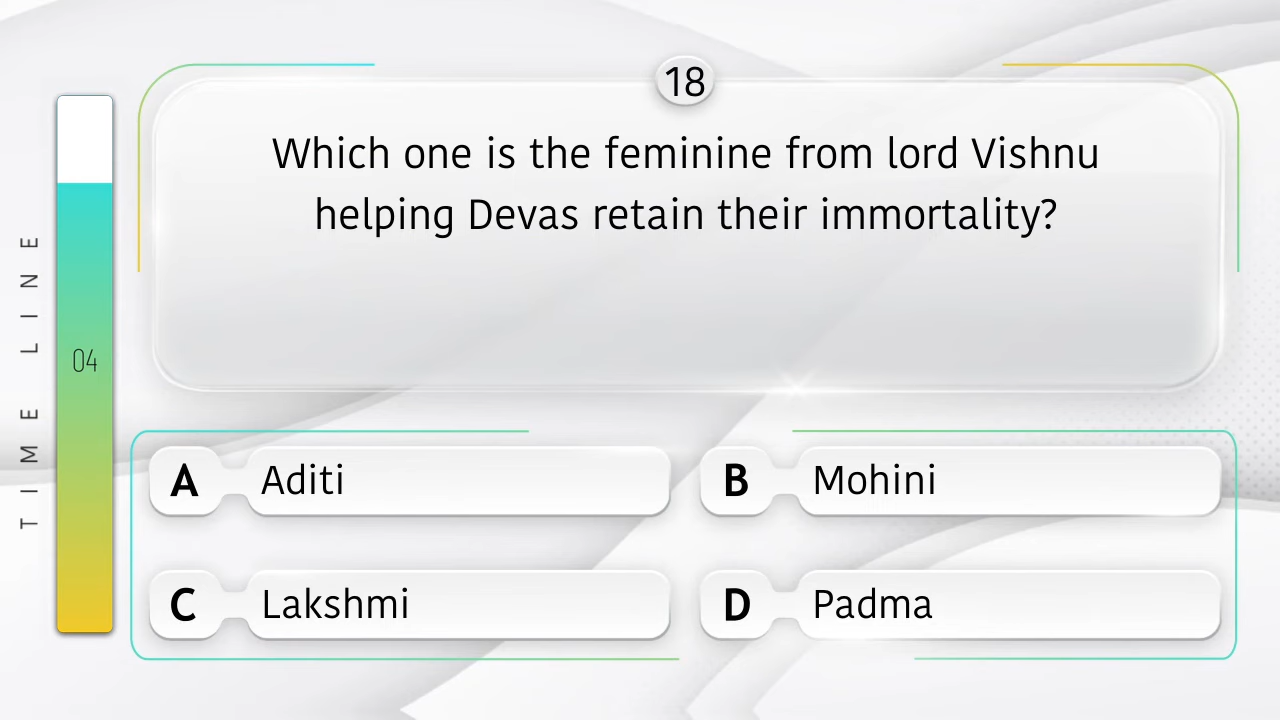 18
Which one is the feminine from lord Vishnu
helping Devas retain their immortality?
TIME LINE
04
A Aditi
B Mohini
C Lakshmi
D Padma